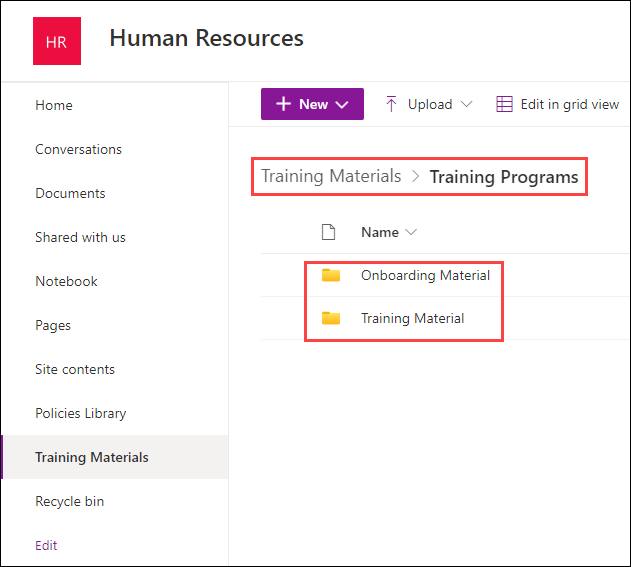 HR
Human Resources
Home
Conversations
Documents
Shared with us
Notebook
Pages
Site contents
Policies Library
Training Materials
Recycle bin
Edit
New Upload Edit in grid view
Training Materials > Training Programs
Name
Onboarding Material
Training Material